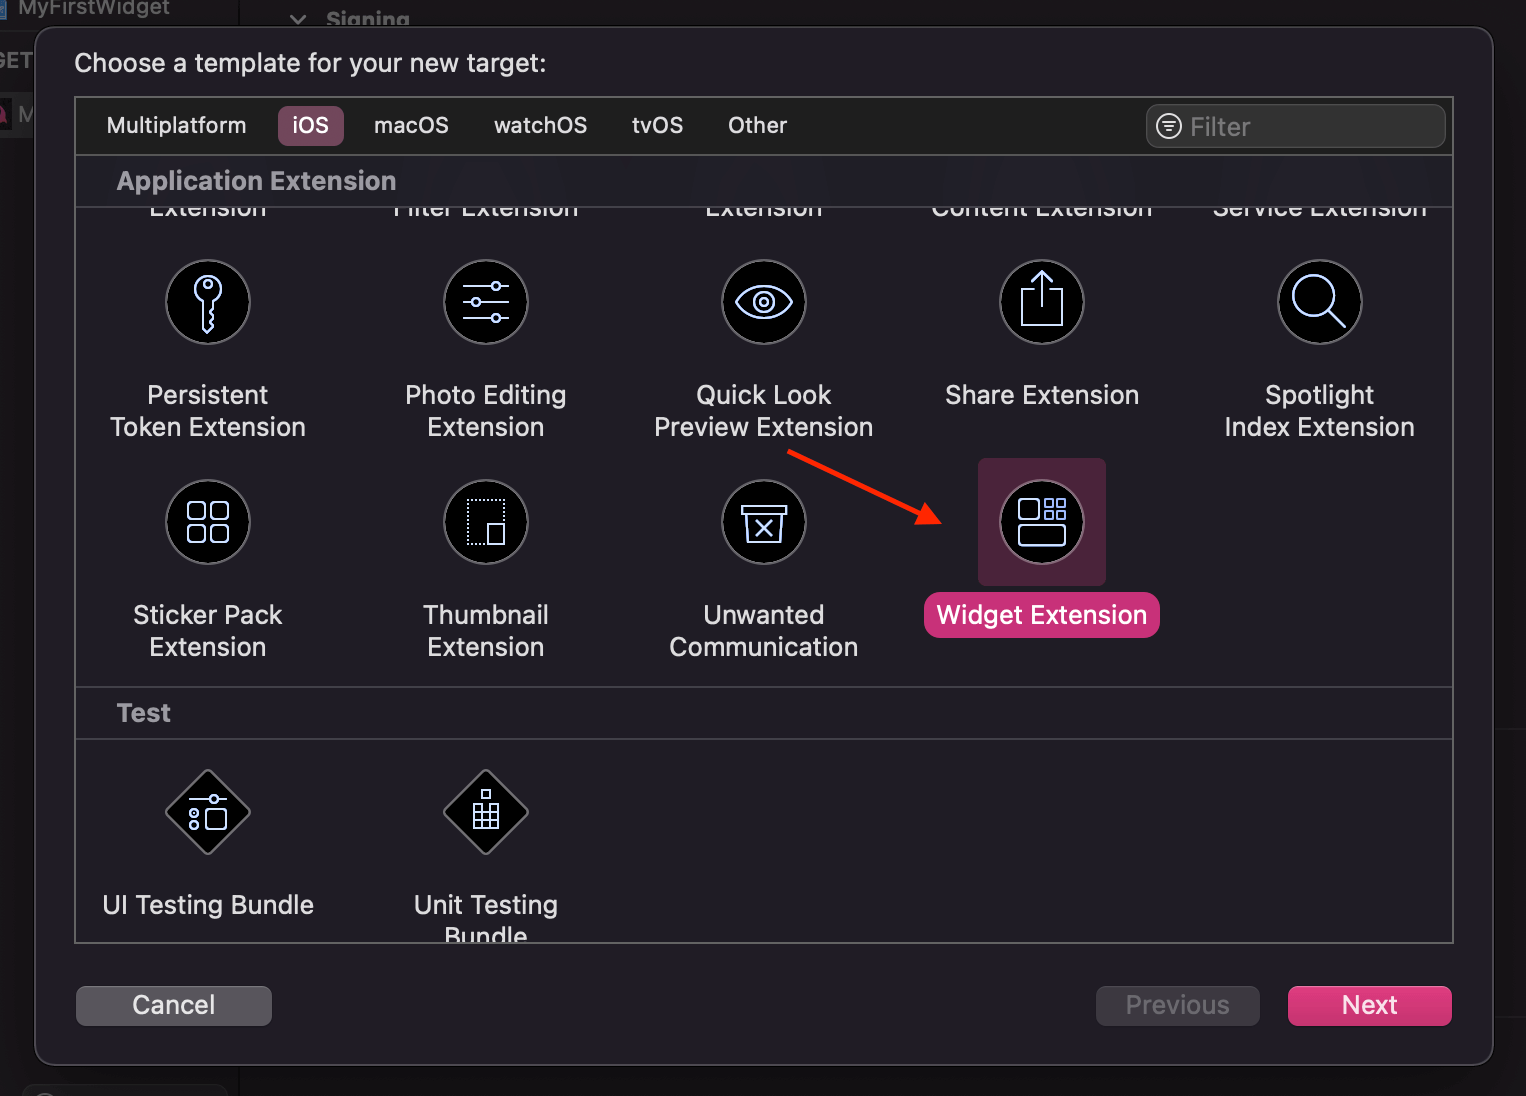 MyFirstWidget
Signing
Choose a template for your new target:
Multiplatform iOS macOS watchOS tvOS Other Filter
Application Extension
Extension Filter Extension Extension Content Extension Service Extension
Persistent Token Extension
Photo Editing Extension
Quick Look Preview Extension
Share Extension
Spotlight Index Extension
Sticker Pack Extension
Thumbnail Extension
Unwanted Communication
Widget Extension
Test
UI Testing Bundle
Unit Testing Bundle
Cancel Previous Next